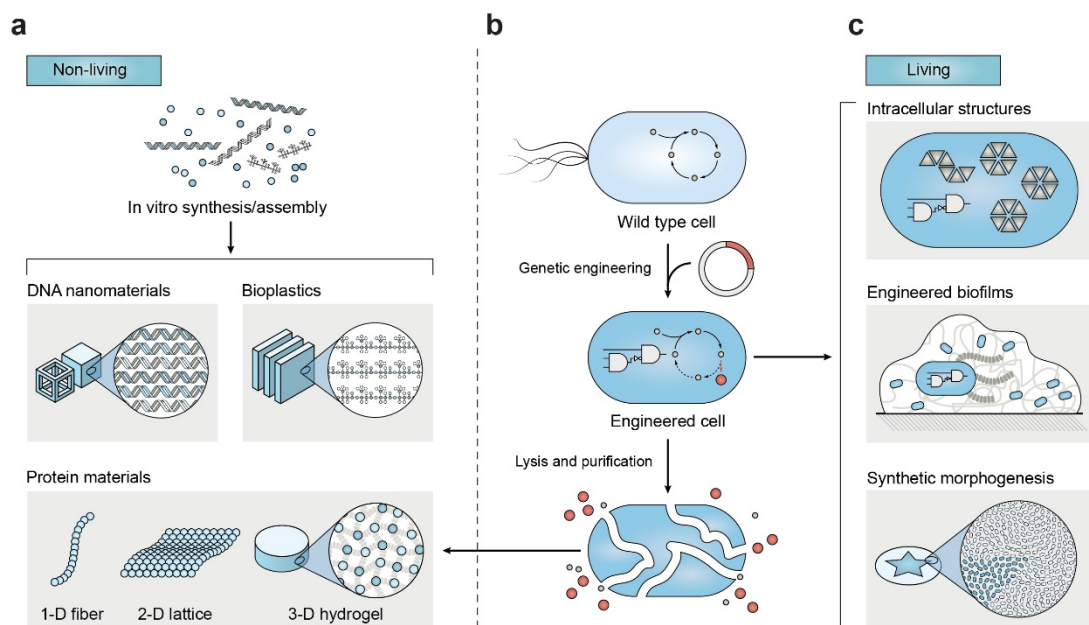 a
Non-living
In vitro synthesis/assembly
DNA nanomaterials
Bioplastics
Protein materials
1-D fiber
2-D lattice
3-D hydrogel
b
Wild type cell
Genetic engineering
Engineered cell
Lysis and purification
c
Living
Intracellular structures
Engineered biofilms
Synthetic morphogenesis